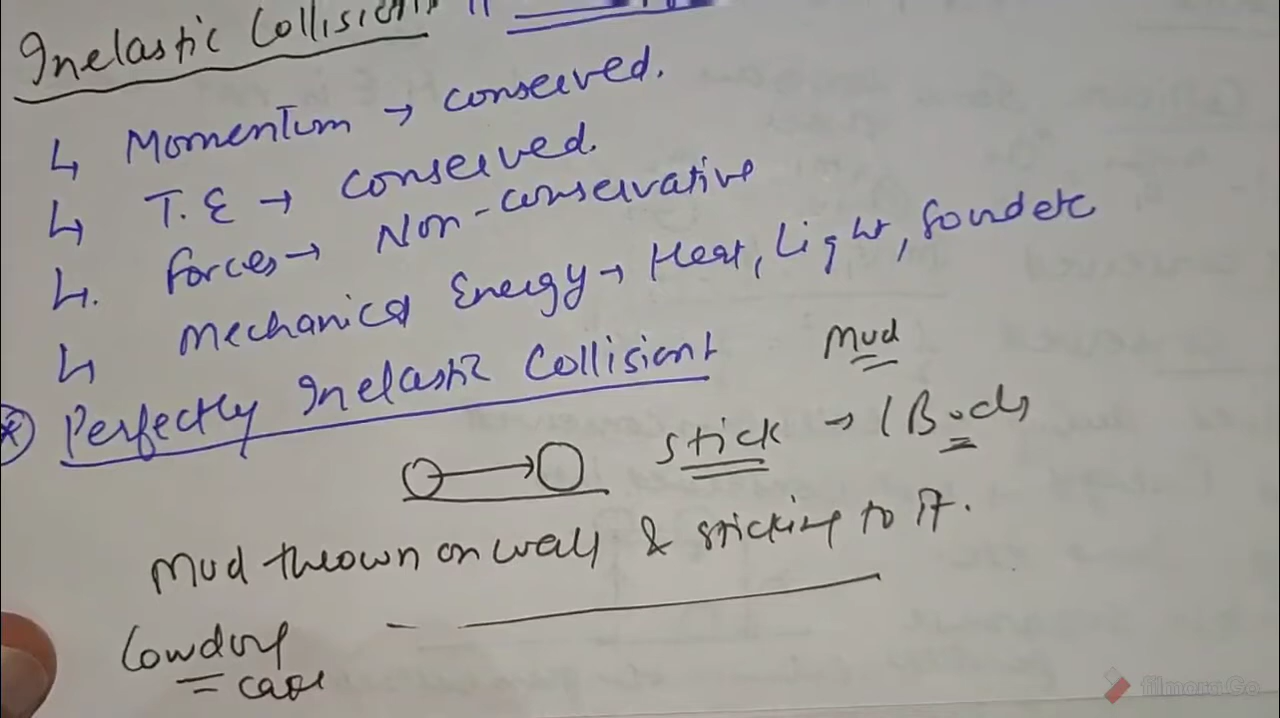 Inelastic Collision
↳ Momentum → conserved.
↳ T.E → conserved.
↳. Forces → Non-conservative
↳ Mechanical Energy → Heat, Light, Sound etc
Perfectly Inelastic Collision
Mud
stick → 1 Body
Mud thrown on wall & sticking to it.
Cowdung
= case
filmora Go